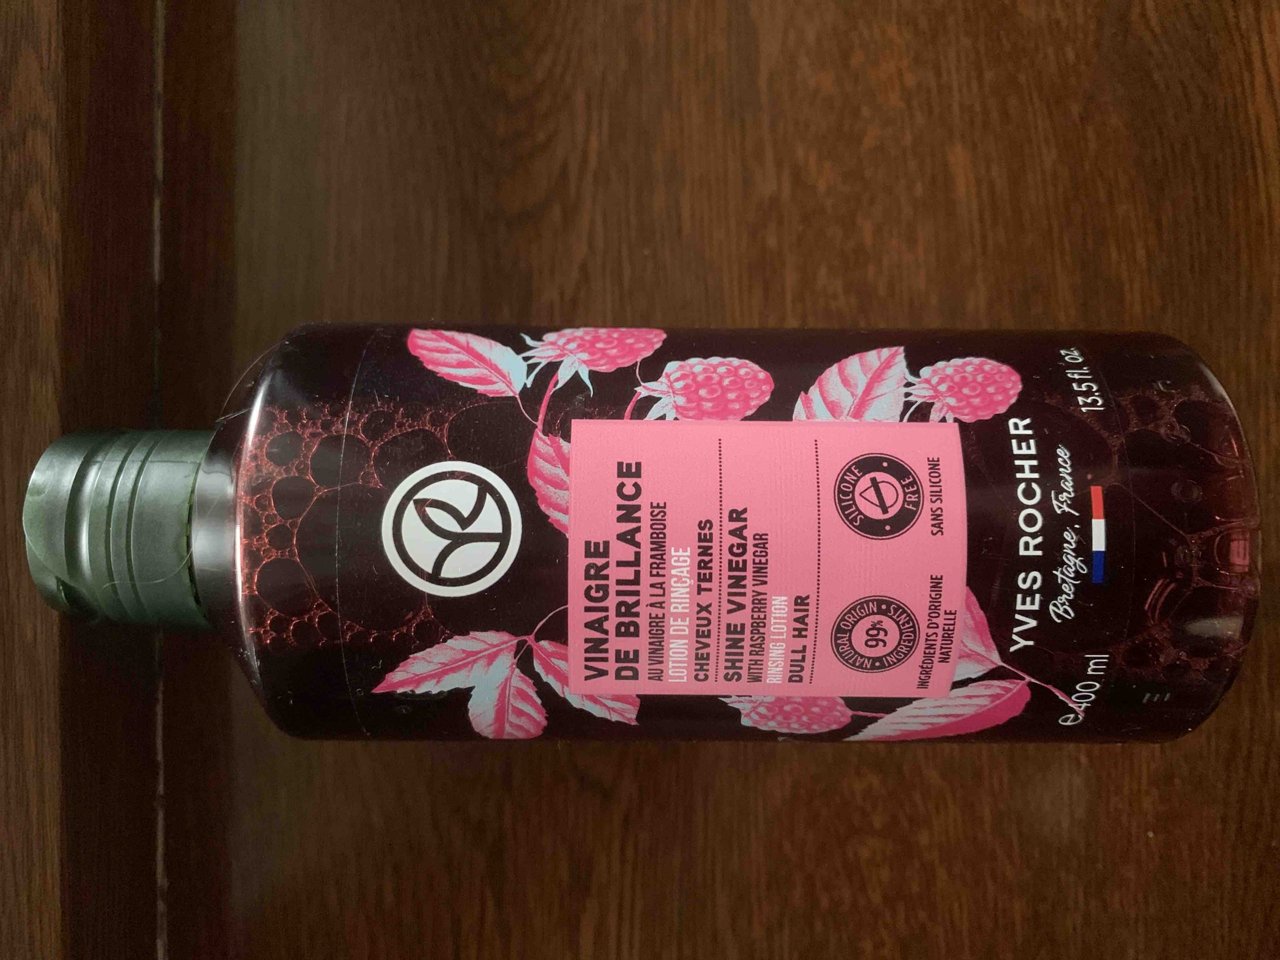 VINAIGRE
DE BRILLANCE
AU VINAIGRE À LA FRAMBOISE
LOTION DE RINÇAGE
CHEVEUX TERNES
SHINE VINEGAR
WITH RASPBERRY VINEGAR
RINSING LOTION
DULL HAIR
NATURAL ORIGIN • INGREDIENTS •
99%
INGRÉDIENTS D'ORIGINE
NATURELLE
SILICONE
FREE
SANS SILICONE
YVES ROCHER
Bretagne, France
e 400 ml
13.5 fl. oz.